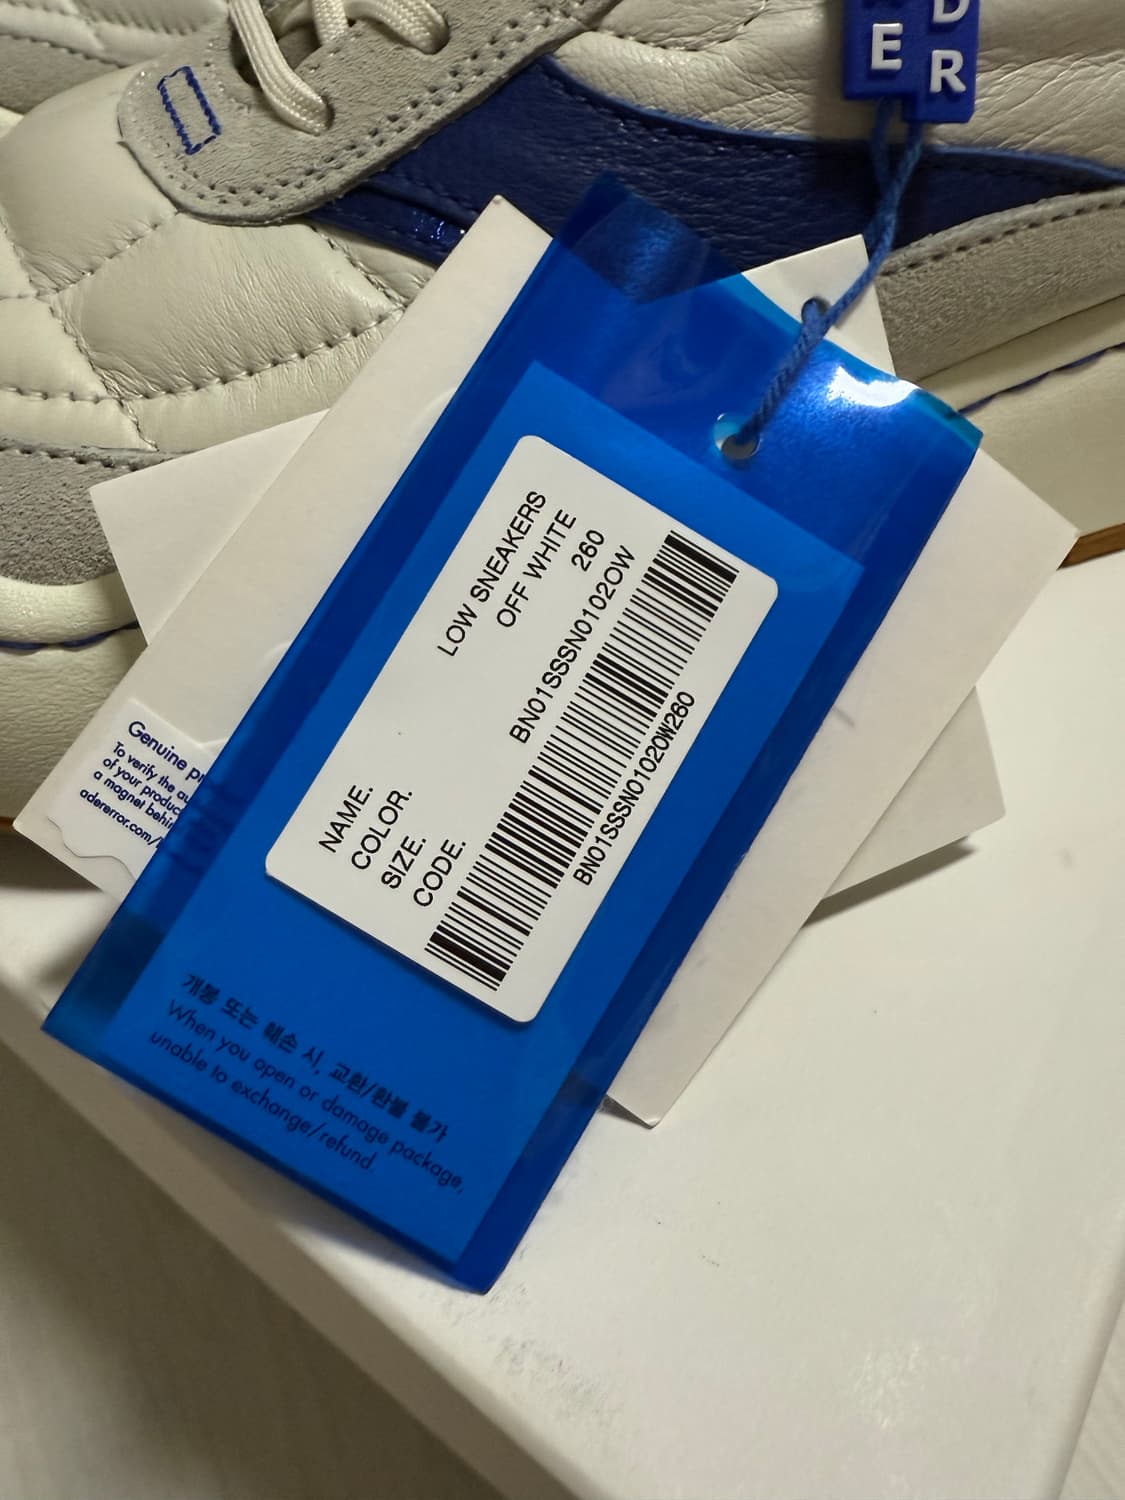 D
E R
LOW SNEAKERS
OFF WHITE
260
BN01SSSN0102OW
NAME.
COLOR.
SIZE.
CODE.
BN01SSSN0102OW260
Genuine
To verify the
of your
a magnet
adererror.com/
개봉 또는 훼손 시, 교환/환불 불가
When you open or damage package,
unable to exchange/refund.